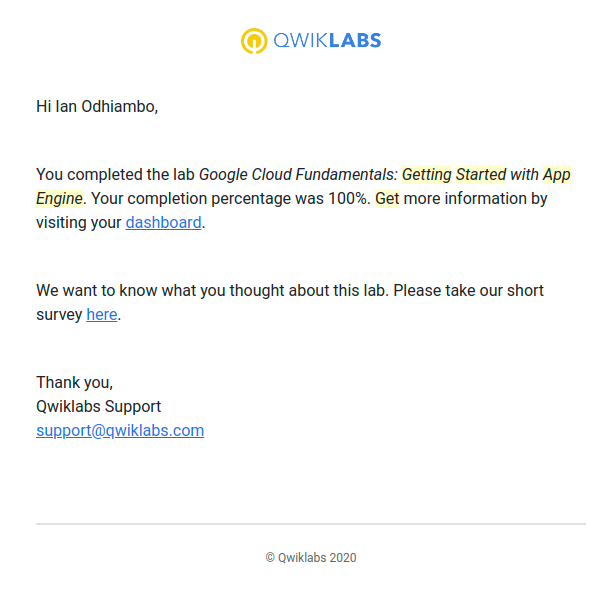 QWIKLABS
Hi Ian Odhiambo,
You completed the lab Google Cloud Fundamentals: Getting Started with App
Engine. Your completion percentage was 100%. Get more information by
visiting your dashboard.
We want to know what you thought about this lab. Please take our short
survey here.
Thank you,
Qwiklabs Support
support@qwiklabs.com
© Qwiklabs 2020